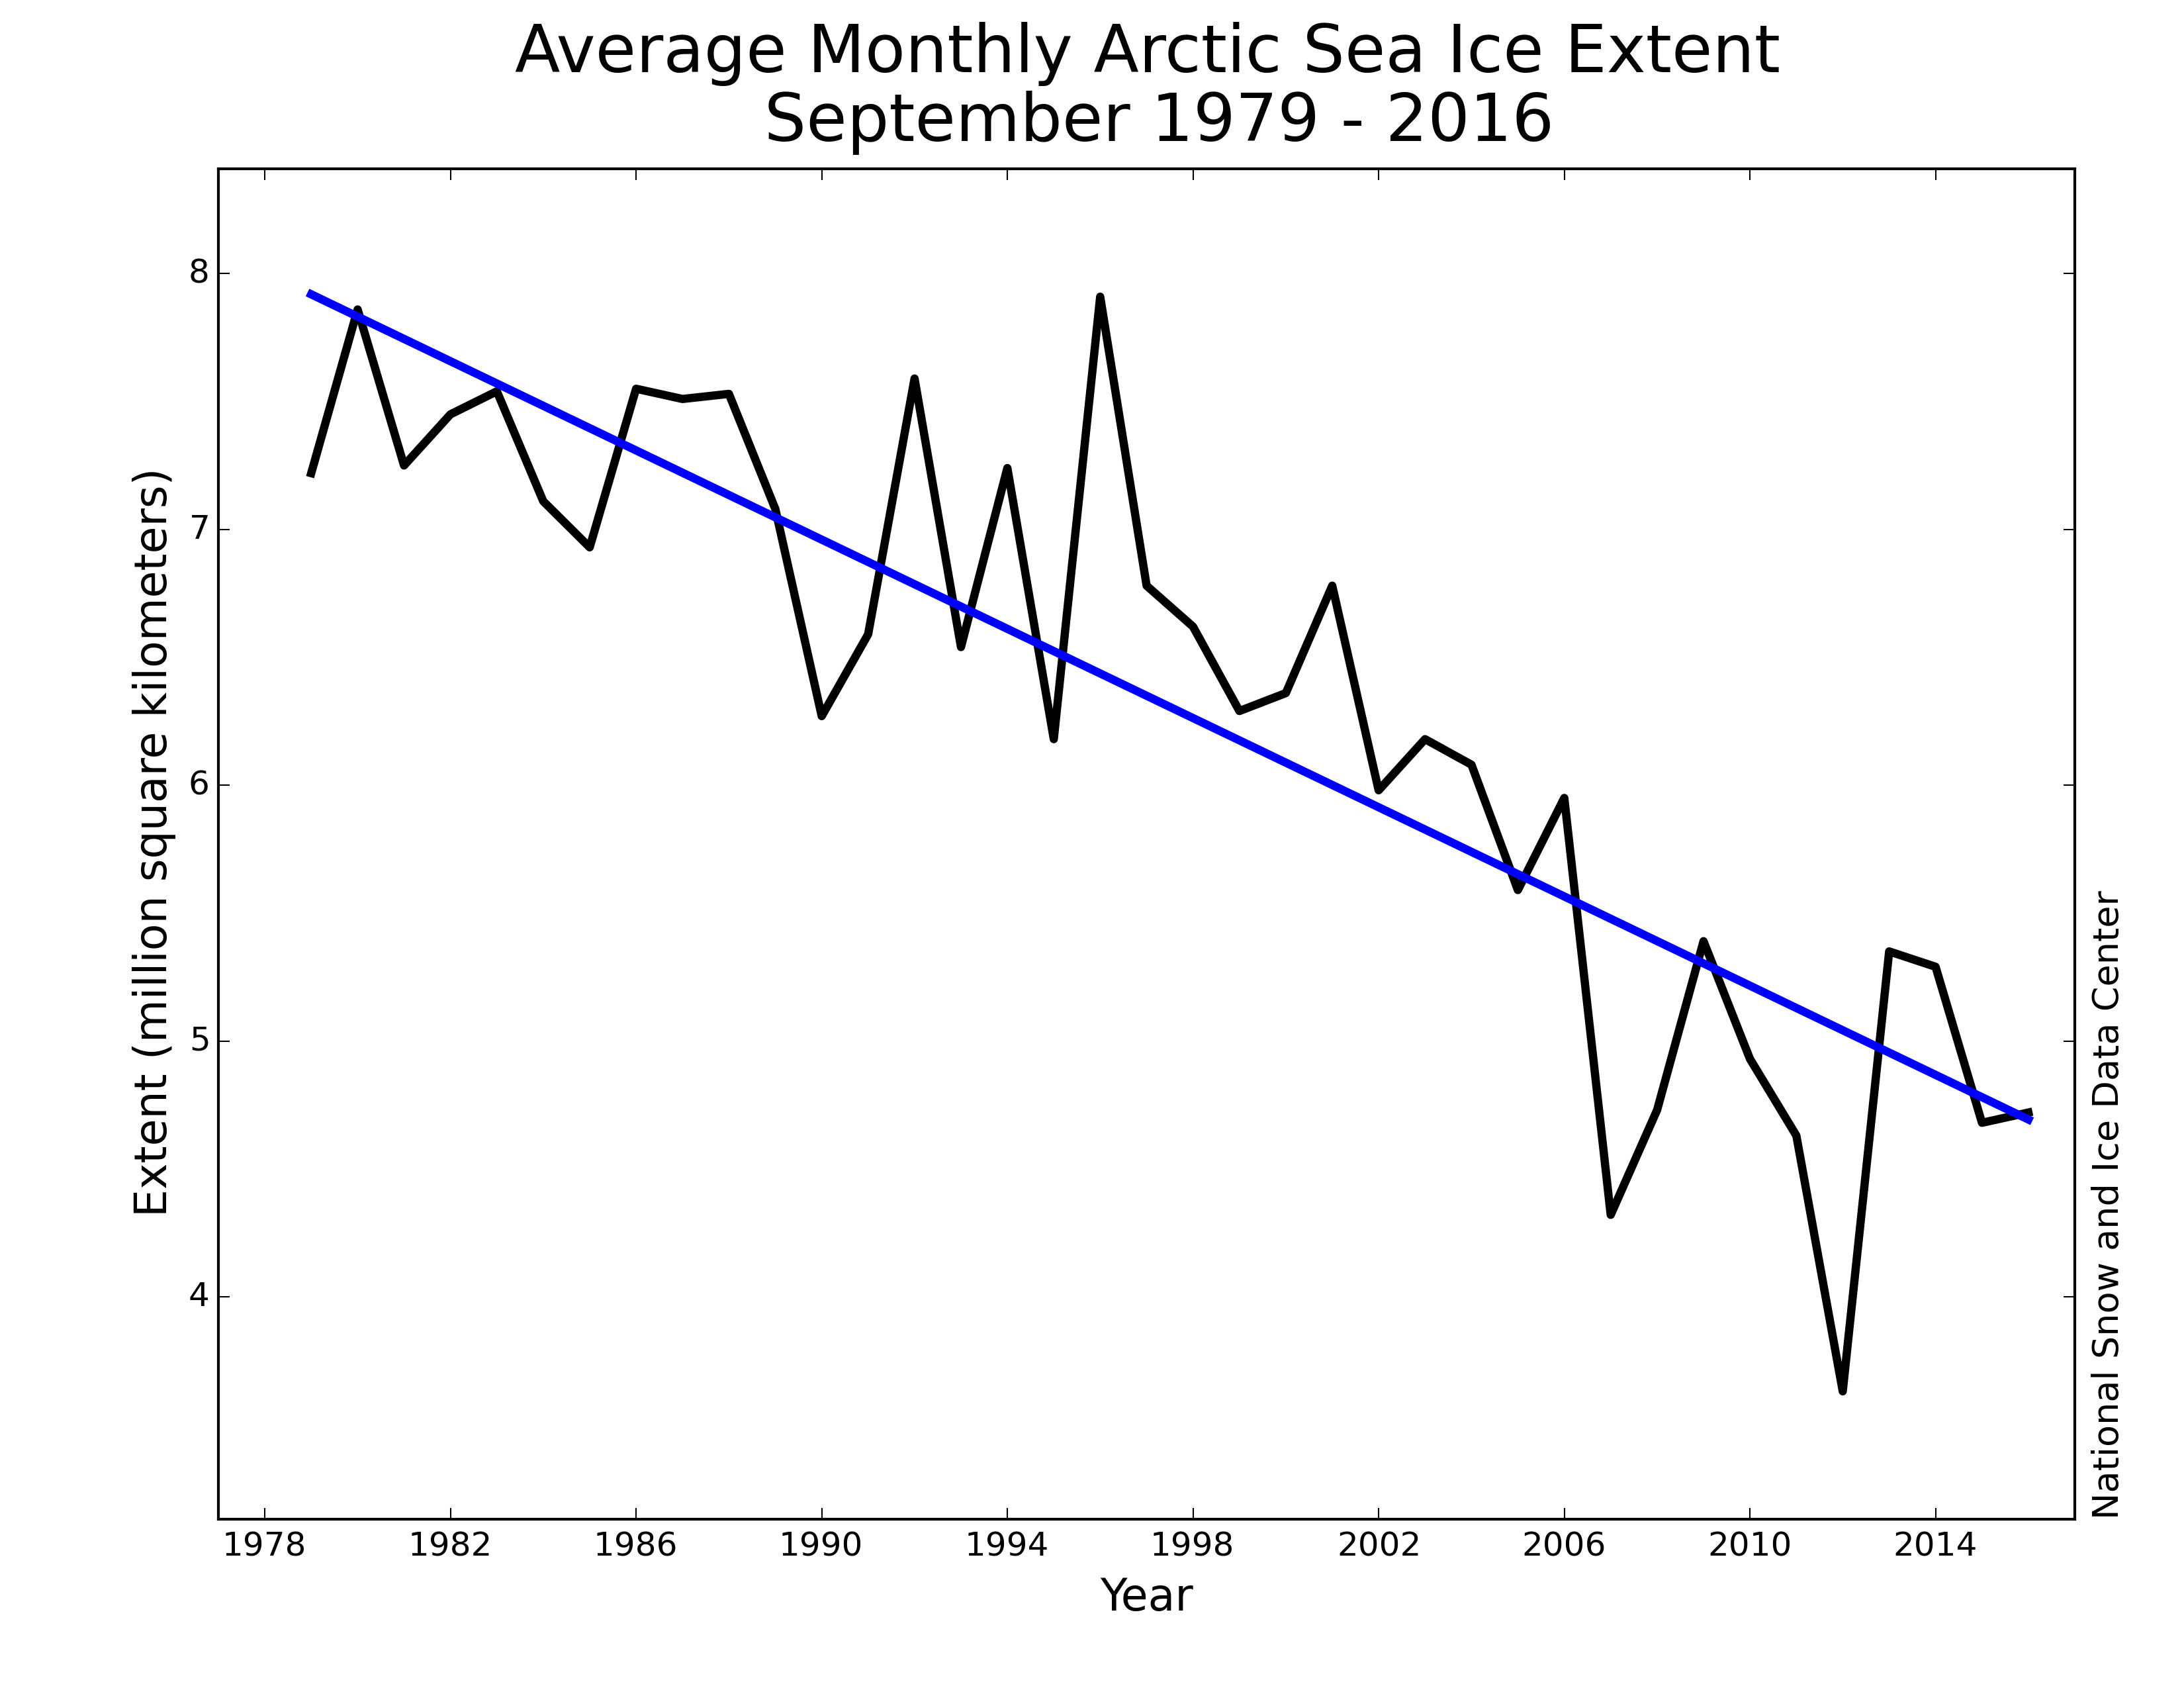 Average Monthly Arctic Sea Ice Extent
September 1979 - 2016
Extent (million square kilometers)
8
7
6
5
4
1978 1982 1986 1990 1994 1998 2002 2006 2010 2014
Year
National Snow and Ice Data Center